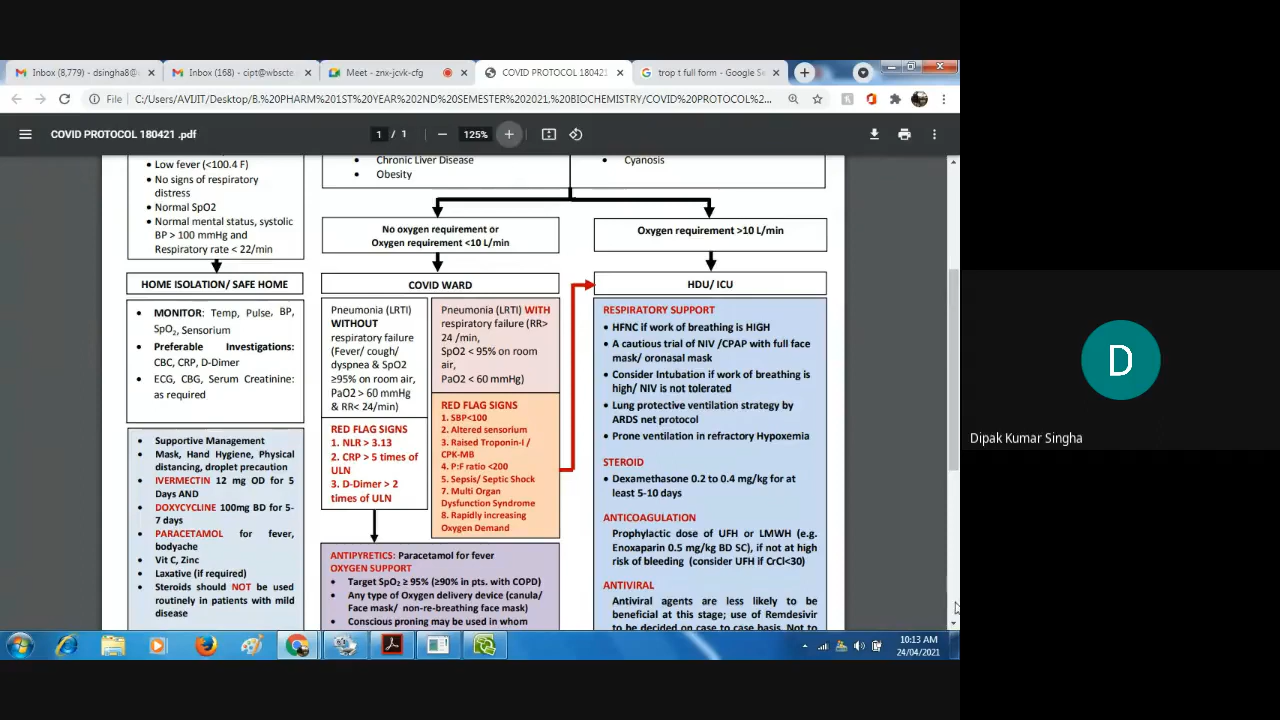 Inbox (8,779) - dsingha8@
Inbox (199) - cipt@wbscte
Meet - znx-jcvk-cfg
COVID PROTOCOL 180421
trop t full form - Google Se
File
C:/Users/AVIJIT/Desktop/B.%20PHARM%201ST%20YEAR%202ND%20SEMESTER%202021.%20BIOCHEMISTRY/COVID%20PROTOCOL%2...
COVID PROTOCOL 180421 .pdf
1 / 1
125%
Low fever (<100.4 F)
No signs of respiratory
distress
Normal SpO2
Normal mental status, systolic
BP > 100 mmHg and
Respiratory rate < 22/min
Chronic Liver Disease
Obesity
Cyanosis
No oxygen requirement or
Oxygen requirement <10 L/min
Oxygen requirement >10 L/min
HOME ISOLATION/ SAFE HOME
MONITOR: Temp, Pulse, BP,
SpO2, Sensorium
Preferable Investigations:
CBC, CRP, D-Dimer
ECG, CBG, Serum Creatinine:
as required
Supportive Management
Mask, Hand Hygiene, Physical
distancing, droplet precaution
IVERMECTIN 12 mg OD for 5
Days AND
DOXYCYCLINE 100mg BD for 5-
7 days
PARACETAMOL for fever,
bodyache
Vit C, Zinc
Laxative (if required)
Steroids should NOT be used
routinely in patients with mild
disease
COVID WARD
Pneumonia (LRTI)
WITHOUT
respiratory failure
(Fever/ cough/
dyspnea & SpO2
≥95% on room air,
PaO2 > 60 mmHg
& RR< 24/min)
RED FLAG SIGNS
1. NLR > 3.13
2. CRP > 5 times of
ULN
3. D-Dimer > 2
times of ULN
Pneumonia (LRTI) WITH
respiratory failure (RR>
24 /min,
SpO2 < 95% on room
air,
PaO2 < 60 mmHg)
RED FLAG SIGNS
1. SBP<100
2. Altered sensorium
3. Raised Troponin-I /
CPK-MB
4. P:F ratio <200
5. Sepsis/ Septic Shock
7. Multi Organ
Dysfunction Syndrome
8. Rapidly increasing
Oxygen Demand
ANTIPYRETICS: Paracetamol for fever
OXYGEN SUPPORT
Target SpO2 ≥ 95% (≥90% in pts. with COPD)
Any type of Oxygen delivery device (canula/
Face mask/ non-re-breathing face mask)
Conscious proning may be used in whom
HDU/ ICU
RESPIRATORY SUPPORT
HFNC if work of breathing is HIGH
A cautious trial of NIV /CPAP with full face
mask/ oronasal mask
Consider Intubation if work of breathing is
high/ NIV is not tolerated
Lung protective ventilation strategy by
ARDS net protocol
Prone ventilation in refractory Hypoxemia
STEROID
Dexamethasone 0.2 to 0.4 mg/kg for at
least 5-10 days
ANTICOAGULATION
Prophylactic dose of UFH or LMWH (e.g.
Enoxaparin 0.5 mg/kg BD SC), if not at high
risk of bleeding (consider UFH if CrCl<30)
ANTIVIRAL
Antiviral agents are less likely to be
beneficial at this stage; use of Remdesivir
to be decided on case to case basis. Not to
10:13 AM
24/04/2021
D
Dipak Kumar Singha